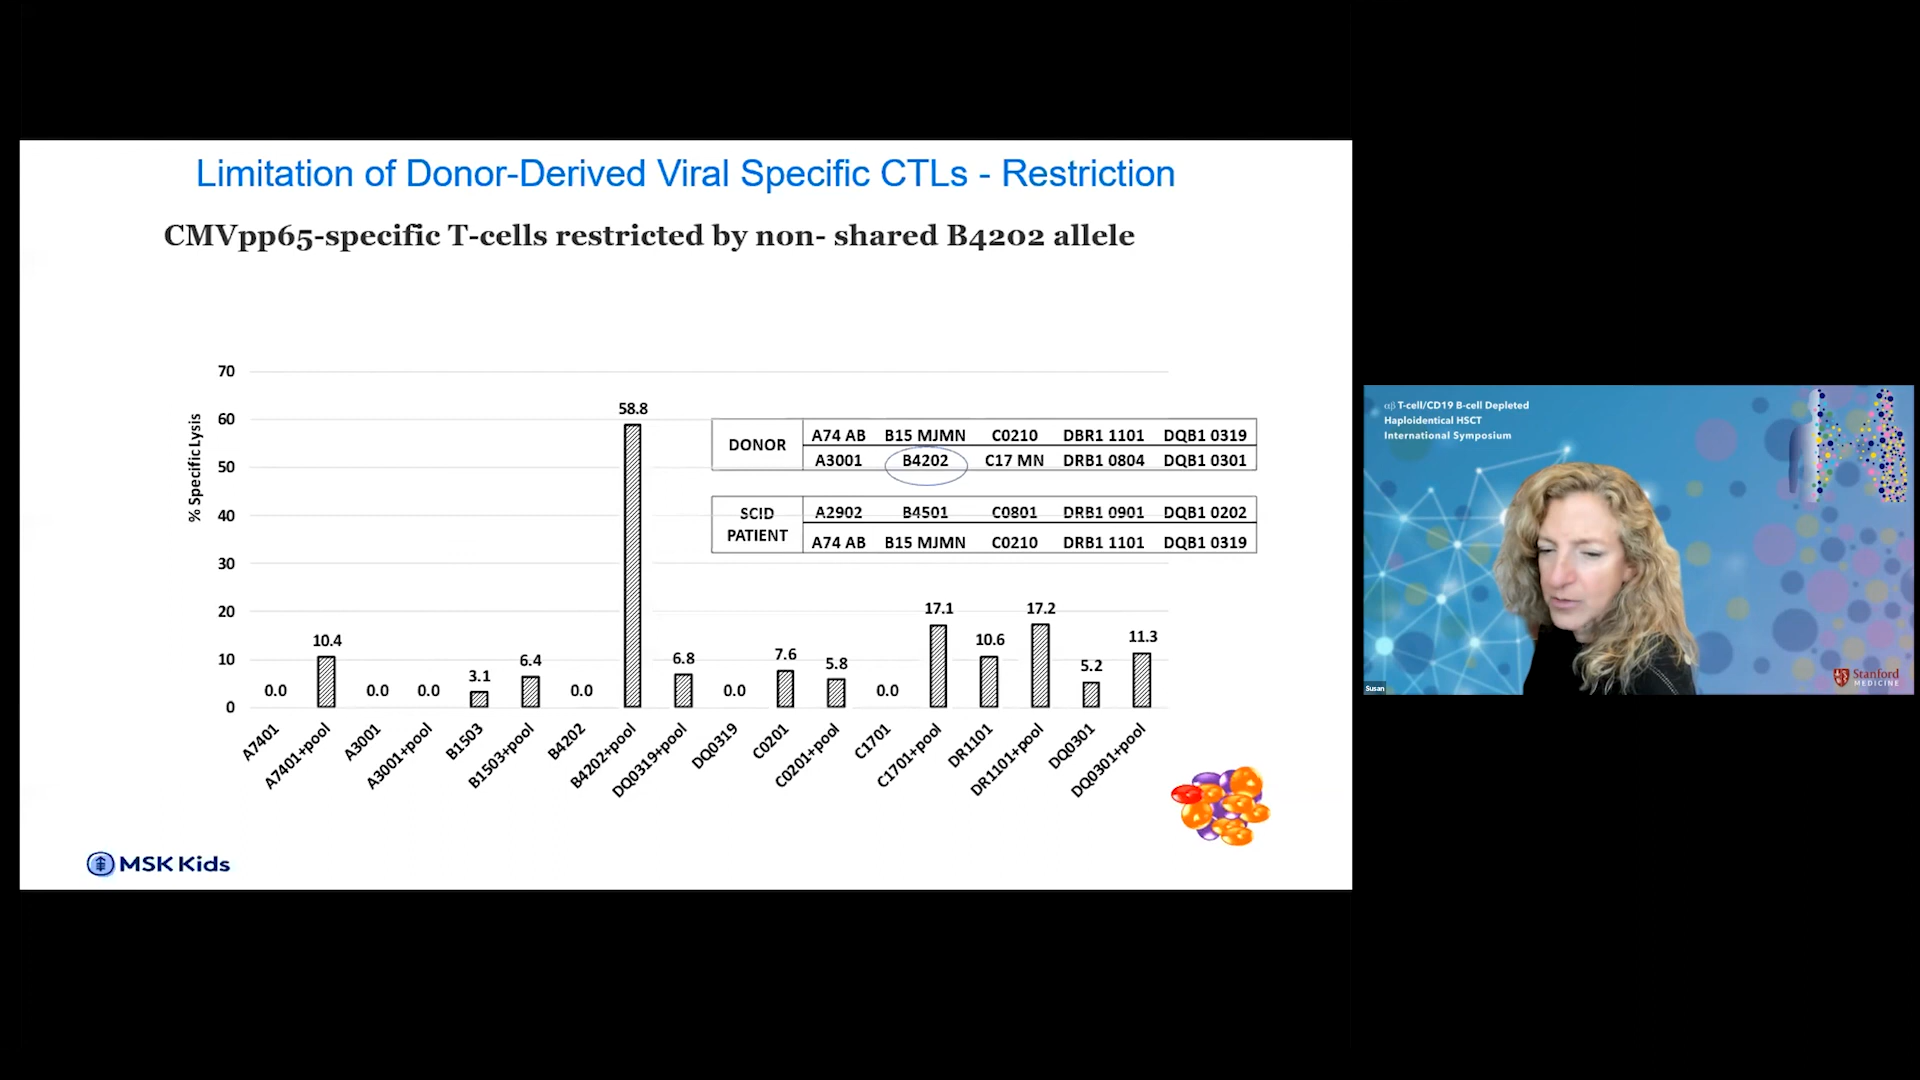 Limitation of Donor-Derived Viral Specific CTLs - Restriction
CMVpp65-specific T-cells restricted by non- shared B4202 allele
% Specific Lysis
70
60
50
40
30
20
10
0
0.0
10.4
0.0
0.0
3.1
6.4
0.0
58.8
6.8
0.0
7.6
5.8
0.0
17.1
10.6
17.2
5.2
11.3
A7401
A7401+pool
A3001
A3001+pool
B1503
B1503+pool
B4202
B4202+pool
DQ0319+pool
DQ0319
C0201
C0201+pool
C1701
C1701+pool
DR1101
DR1101+pool
DQ0301
DQ0301+pool
DONOR
A74 AB B15 MJMN C0210 DBR1 1101 DQB1 0319
A3001 B4202 C17 MN DRB1 0804 DQB1 0301
SCID
PATIENT
A2902 B4501 C0801 DRB1 0901 DQB1 0202
A74 AB B15 MJMN C0210 DRB1 1101 DQB1 0319
MSK Kids
αβ T-cell/CD19 B-cell Depleted
Haploidentical HSCT
International Symposium
Susan
Stanford
MEDICINE